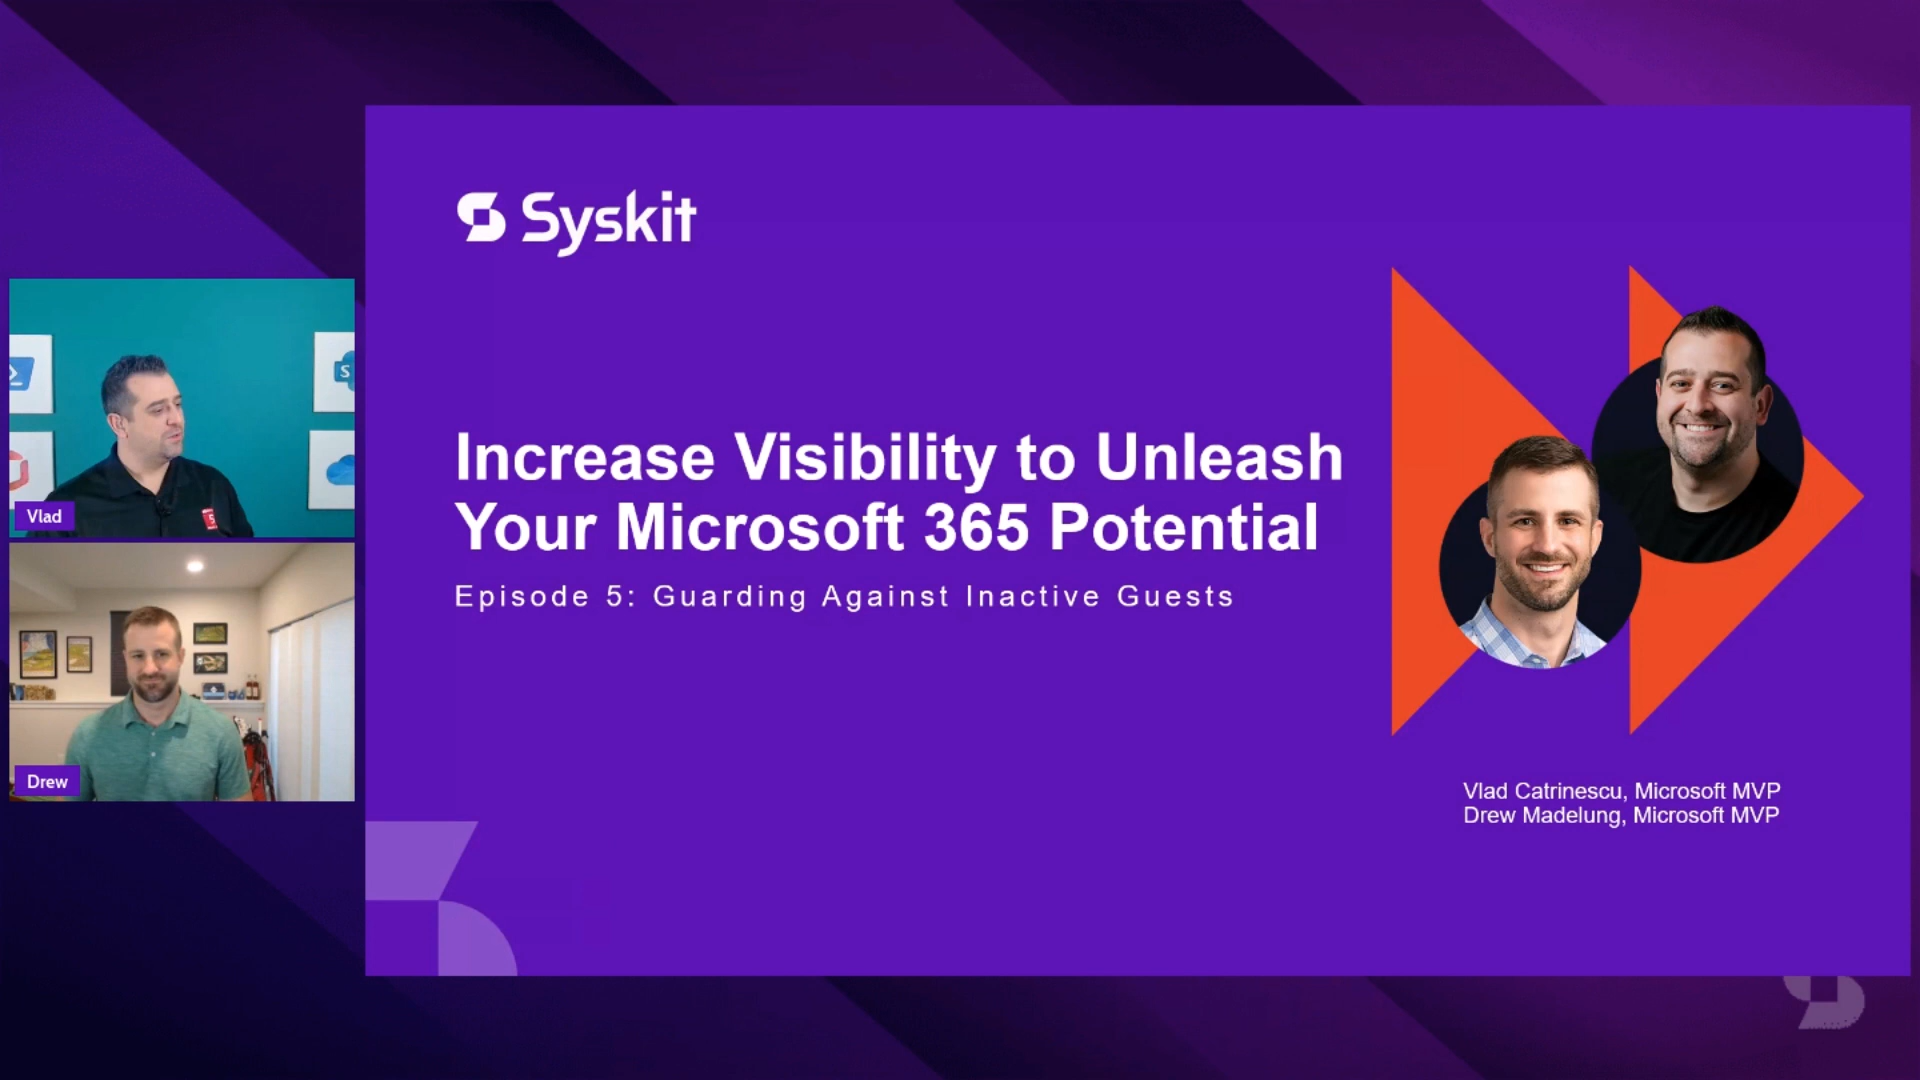 Syskit
Increase Visibility to Unleash
Your Microsoft 365 Potential
Episode 5: Guarding Against Inactive Guests
Vlad
Drew
Vlad Catrinescu, Microsoft MVP
Drew Madelung, Microsoft MVP